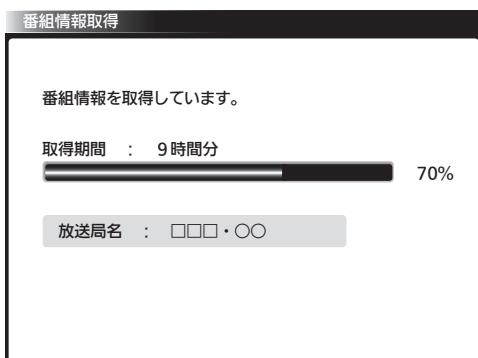 番組情報取得
番組情報を取得しています。
取得期間 : 9時間分
70%
放送局名 : □□□・○○